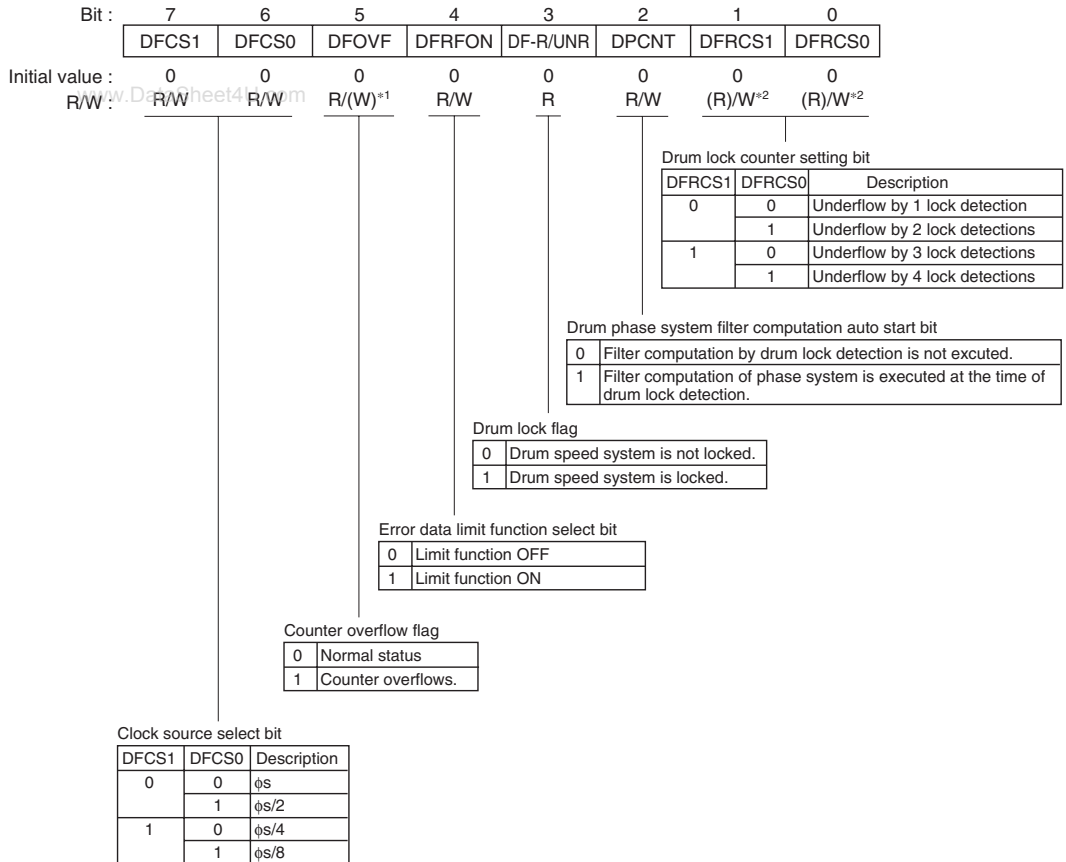 Bit : 7 6 5 4 3 2 1 0
DFCS1 DFCS0 DFOVF DFRFON DF-R/UNR DPCNT DFRCS1 DFRCS0
Initial value : 0 0 0 0 0 0 0 0
R/W : R/W R/W R/(W)*1 R/W R R/W (R)/W*2 (R)/W*2
www.DataSheet4U.com
Drum lock counter setting bit
DFRCS1 DFRCS0 Description
0 0 Underflow by 1 lock detection
1 Underflow by 2 lock detections
1 0 Underflow by 3 lock detections
1 Underflow by 4 lock detections
Drum phase system filter computation auto start bit
0 Filter computation by drum lock detection is not excuted.
1 Filter computation of phase system is executed at the time of
drum lock detection.
Drum lock flag
0 Drum speed system is not locked.
1 Drum speed system is locked.
Error data limit function select bit
0 Limit function OFF
1 Limit function ON
Counter overflow flag
0 Normal status
1 Counter overflows.
Clock source select bit
DFCS1 DFCS0 Description
0 0 ϕs
1 ϕs/2
1 0 ϕs/4
1 ϕs/8